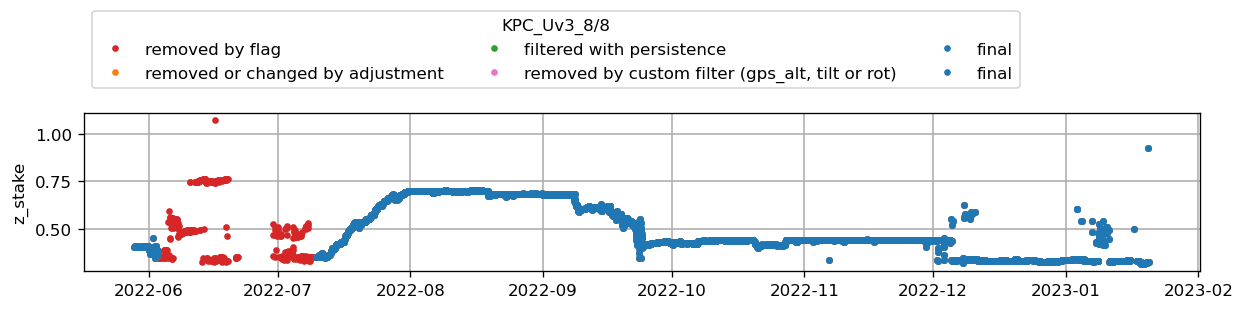 KPC_Uv3_8/8
removed by flag filtered with persistence final
removed or changed by adjustment removed by custom filter (gps_alt, tilt or rot) final
1.00
0.75
0.50
z_stake
2022-06 2022-07 2022-08 2022-09 2022-10 2022-11 2022-12 2023-01 2023-02